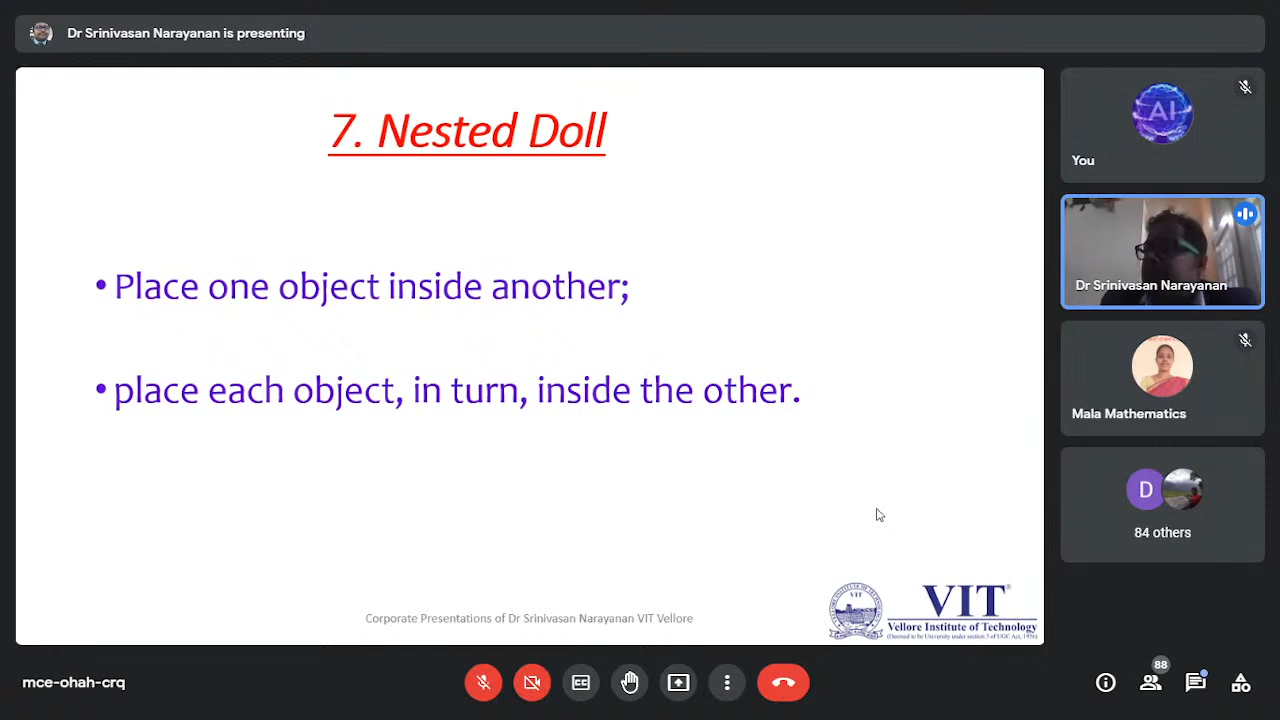 Dr Srinivasan Narayanan is presenting
7. Nested Doll
• Place one object inside another;
• place each object, in turn, inside the other.
Corporate Presentations of Dr Srinivasan Narayanan VIT Vellore
VIT
VIT®
Vellore Institute of Technology
(Deemed to be University under section 3 of UGC Act, 1956)
AI
You
Dr Srinivasan Narayanan
Mala Mathematics
D
84 others
mce-ohah-crq
CC
88